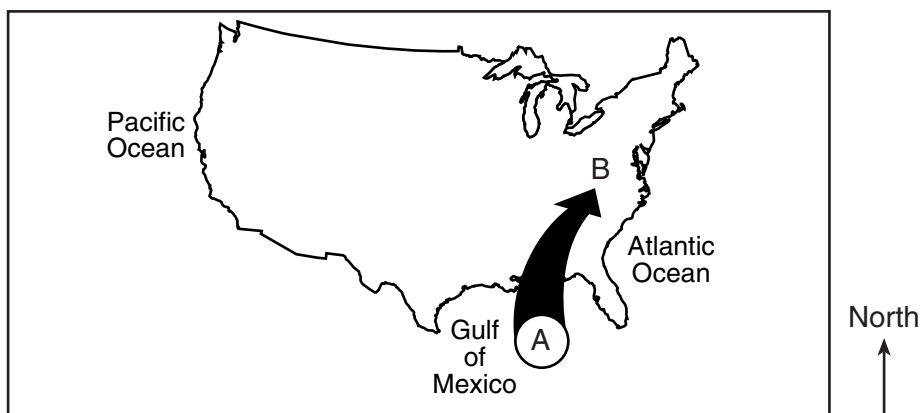 Pacific
Ocean
B
Atlantic
Ocean
Gulf
of
Mexico
A
North